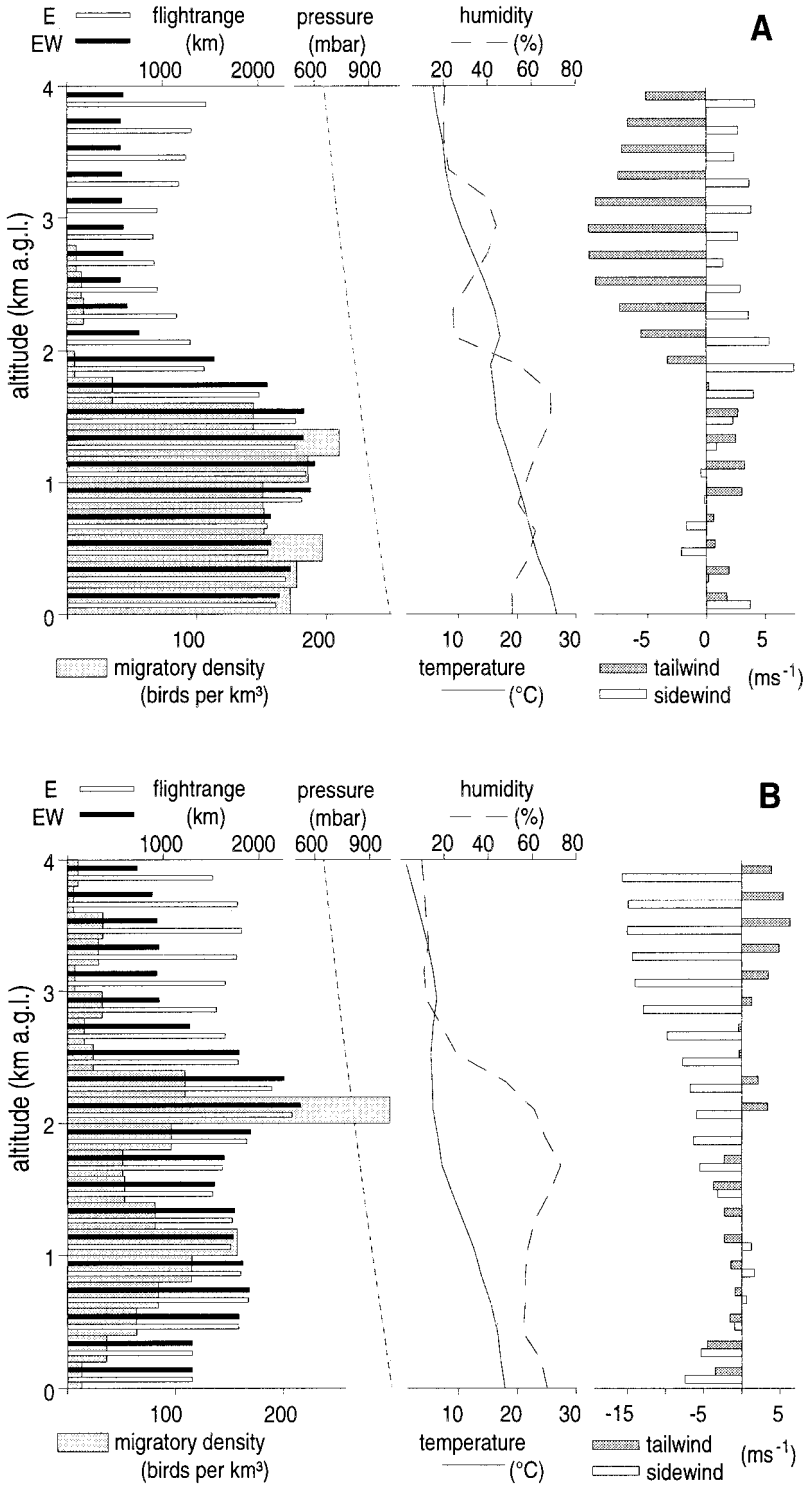 E flightrange pressure humidity A
EW (km) (mbar) (%)
1000 2000 600 900 20 40 60 80
4
3
2
1
0
altitude (km a.g.l.)
100 200 10 20 30 -5 0 5
migratory density temperature tailwind (ms⁻¹)
(birds per km³) (°C) sidewind
E flightrange pressure humidity B
EW (km) (mbar) (%)
1000 2000 600 900 20 40 60 80
4
3
2
1
0
altitude (km a.g.l.)
100 200 10 20 30 -15 -5 0 5
migratory density temperature tailwind (ms⁻¹)
(birds per km³) (°C) sidewind